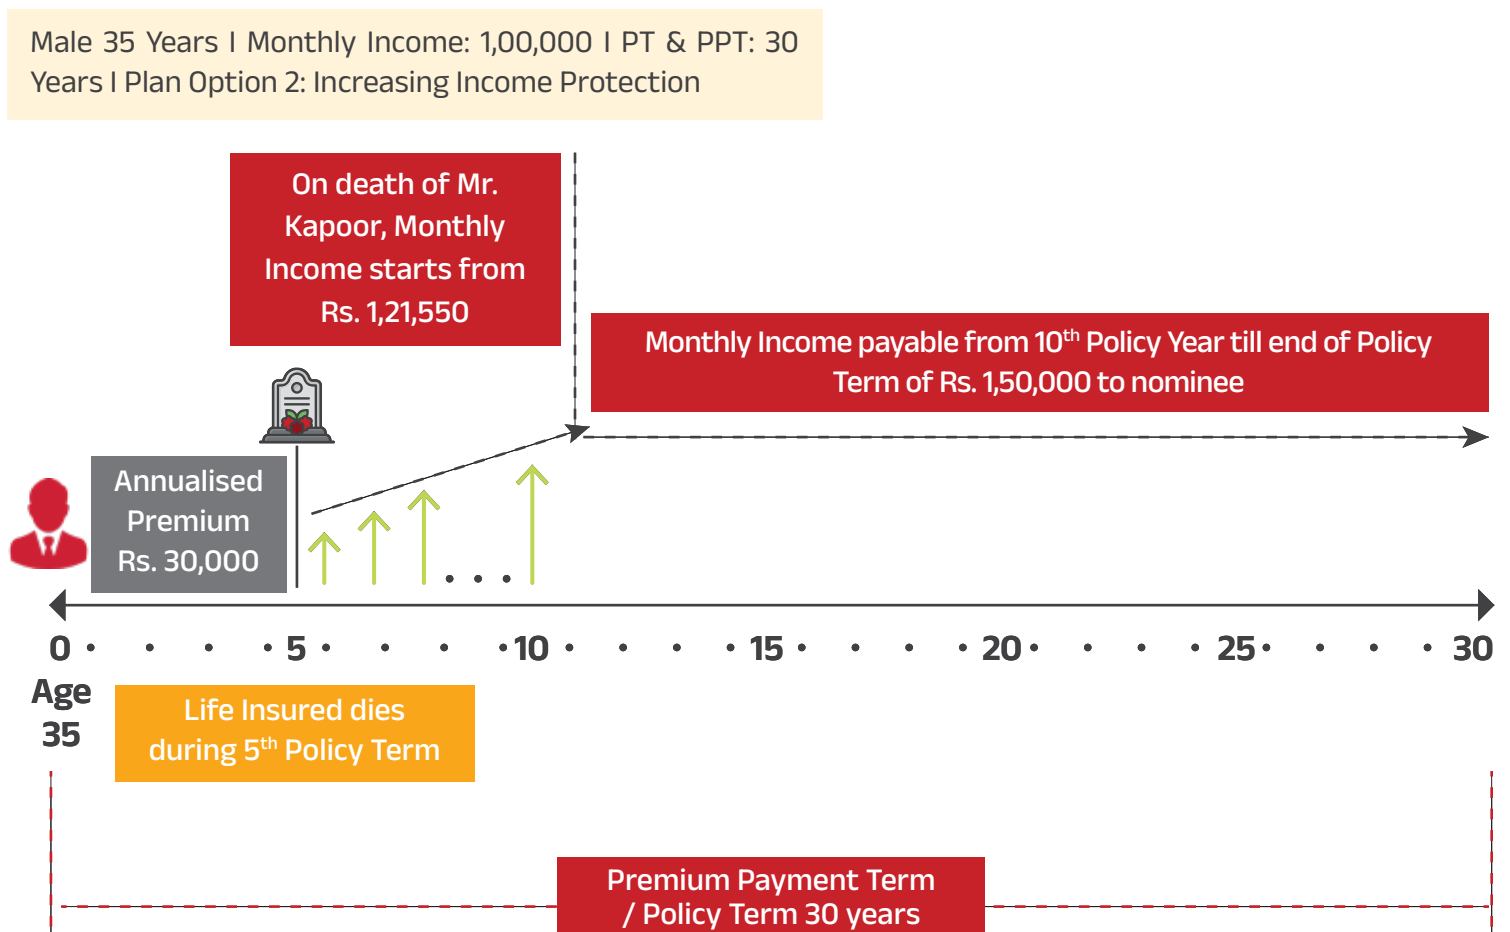 Male 35 Years I Monthly Income: 1,00,000 I PT & PPT: 30
Years I Plan Option 2: Increasing Income Protection
On death of Mr.
Kapoor, Monthly
Income starts from
Rs. 1,21,550
Monthly Income payable from 10th Policy Year till end of Policy
Term of Rs. 1,50,000 to nominee
Annualised
Premium
Rs. 30,000
0 5 10 15 20 25 30
Age
35
Life Insured dies
during 5th Policy Term
Premium Payment Term
/ Policy Term 30 years